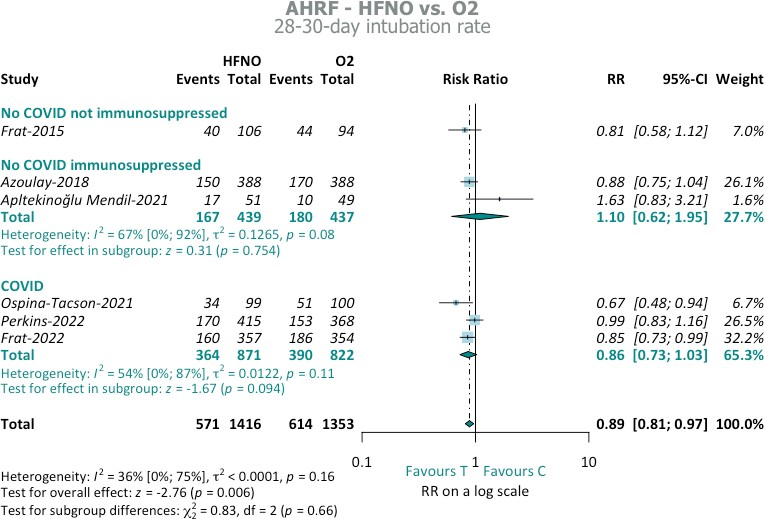 AHRF - HFNO vs. O2
28-30-day intubation rate
HFNO O2
Study Events Total Events Total Risk Ratio RR 95%-CI Weight
No COVID not immunosuppressed
Frat-2015 40 106 44 94 0.81 [0.58; 1.12] 7.0%
No COVID immunosuppressed
Azoulay-2018 150 388 170 388 0.88 [0.75; 1.04] 26.1%
Apltekinoğlu Mendil-2021 17 51 10 49 1.63 [0.83; 3.21] 1.6%
Total 167 439 180 437 1.10 [0.62; 1.95] 27.7%
Heterogeneity: I² = 67% [0%; 92%], τ² = 0.1265, p = 0.08
Test for effect in subgroup: z = 0.31 (p = 0.754)
COVID
Ospina-Tacson-2021 34 99 51 100 0.67 [0.48; 0.94] 6.7%
Perkins-2022 170 415 153 368 0.99 [0.83; 1.16] 26.5%
Frat-2022 160 357 186 354 0.85 [0.73; 0.99] 32.2%
Total 364 871 390 822 0.86 [0.73; 1.03] 65.3%
Heterogeneity: I² = 54% [0%; 87%], τ² = 0.0122, p = 0.11
Test for effect in subgroup: z = -1.67 (p = 0.094)
Total 571 1416 614 1353 0.89 [0.81; 0.97] 100.0%
0.1 1 10
Favours T Favours C
RR on a log scale
Heterogeneity: I² = 36% [0%; 75%], τ² < 0.0001, p = 0.16
Test for overall effect: z = -2.76 (p = 0.006)
Test for subgroup differences: χ²₂ = 0.83, df = 2 (p = 0.66)